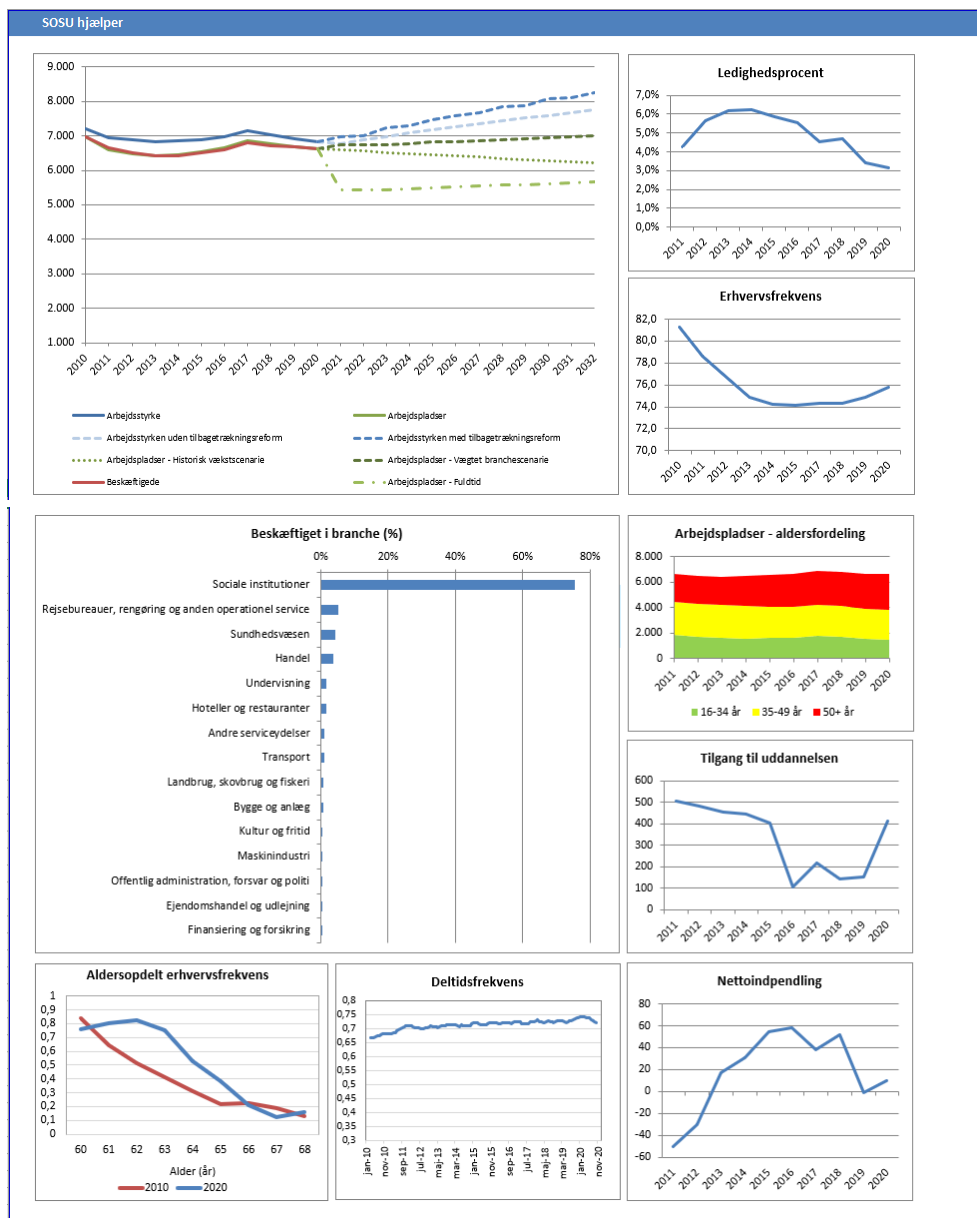 SOSU hjælper
9.000
8.000
7.000
6.000
5.000
4.000
3.000
2.000
1.000
2010 2011 2012 2013 2014 2015 2016 2017 2018 2019 2020 2021 2022 2023 2024 2025 2026 2027 2028 2029 2030 2031 2032
Arbejdsstyrke
Arbejdspladser
Arbejdsstyrken uden tilbagetrækningsreform
Arbejdsstyrken med tilbagetrækningsreform
Arbejdspladser - Historisk vækstscenarie
Arbejdspladser - Vægtet branchescenarie
Beskæftigede
Arbejdspladser - Fuldtid
Ledighedsprocent
7,0%
6,0%
5,0%
4,0%
3,0%
2,0%
1,0%
0,0%
2011 2012 2013 2014 2015 2016 2017 2018 2019 2020
Erhvervsfrekvens
82,0
80,0
78,0
76,0
74,0
72,0
70,0
2010 2011 2012 2013 2014 2015 2016 2017 2018 2019 2020
Beskæftiget i branche (%)
0% 20% 40% 60% 80%
Sociale institutioner
Rejsebureauer, rengøring og anden operationel service
Sundhedsvæsen
Handel
Undervisning
Hoteller og restauranter
Andre serviceydelser
Transport
Landbrug, skovbrug og fiskeri
Bygge og anlæg
Kultur og fritid
Maskinindustri
Offentlig administration, forsvar og politi
Ejendomshandel og udlejning
Finansiering og forsikring
Arbejdspladser - aldersfordeling
8.000
6.000
4.000
2.000
0
2011 2012 2013 2014 2015 2016 2017 2018 2019 2020
16-34 år 35-49 år 50+ år
Tilgang til uddannelsen
600
500
400
300
200
100
0
2011 2012 2013 2014 2015 2016 2017 2018 2019 2020
Aldersopdelt erhvervsfrekvens
1
0,9
0,8
0,7
0,6
0,5
0,4
0,3
0,2
0,1
0
60 61 62 63 64 65 66 67 68
Alder (år)
2010 2020
Deltidsfrekvens
0,8
0,7
0,65
0,6
0,55
0,5
0,45
0,4
0,35
0,3
jan-10 nov-10 sep-11 jul-12 maj-13 mar-14 jan-15 nov-15 sep-16 jul-17 maj-18 mar-19 jan-20 nov-20
Nettoindpendling
80
60
40
20
0
-20
-40
-60
2011 2012 2013 2014 2015 2016 2017 2018 2019 2020